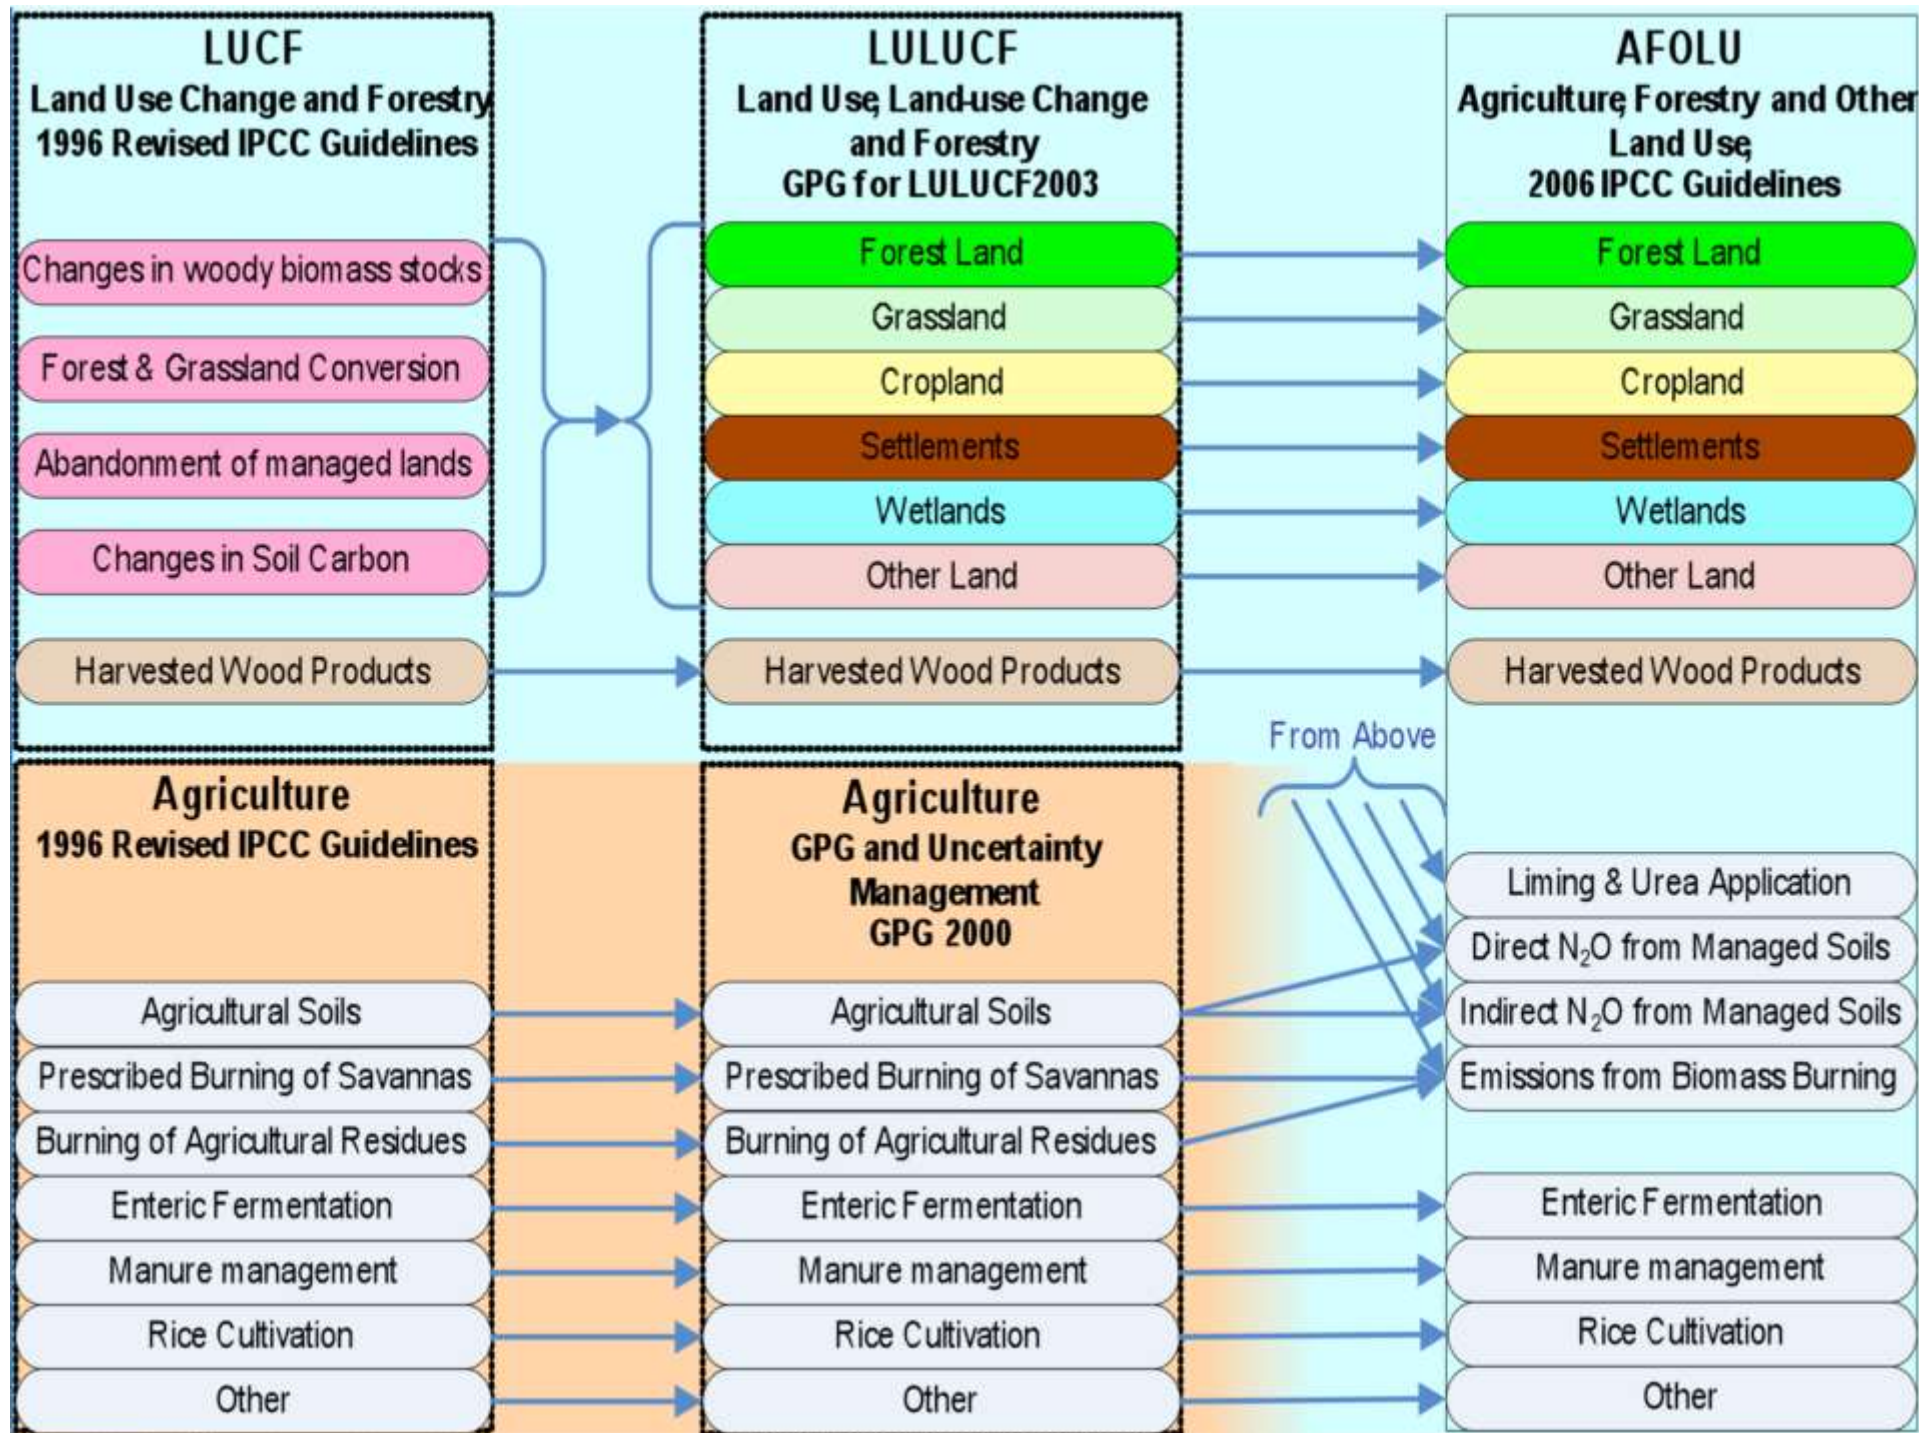 LUCF
Land Use Change and Forestry
1996 Revised IPCC Guidelines
Changes in woody biomass stocks
Forest & Grassland Conversion
Abandonment of managed lands
Changes in Soil Carbon
Harvested Wood Products
LULUCF
Land Use, Land-use Change
and Forestry
GPG for LULUCF2003
Forest Land
Grassland
Cropland
Settlements
Wetlands
Other Land
Harvested Wood Products
AFOLU
Agriculture, Forestry and Other
Land Use,
2006 IPCC Guidelines
Forest Land
Grassland
Cropland
Settlements
Wetlands
Other Land
Harvested Wood Products
From Above
Liming & Urea Application
Direct N₂O from Managed Soils
Indirect N₂O from Managed Soils
Emissions from Biomass Burning
Enteric Fermentation
Manure management
Rice Cultivation
Other
Agriculture
1996 Revised IPCC Guidelines
Agricultural Soils
Prescribed Burning of Savannas
Burning of Agricultural Residues
Enteric Fermentation
Manure management
Rice Cultivation
Other
Agriculture
GPG and Uncertainty
Management
GPG 2000
Agricultural Soils
Prescribed Burning of Savannas
Burning of Agricultural Residues
Enteric Fermentation
Manure management
Rice Cultivation
Other